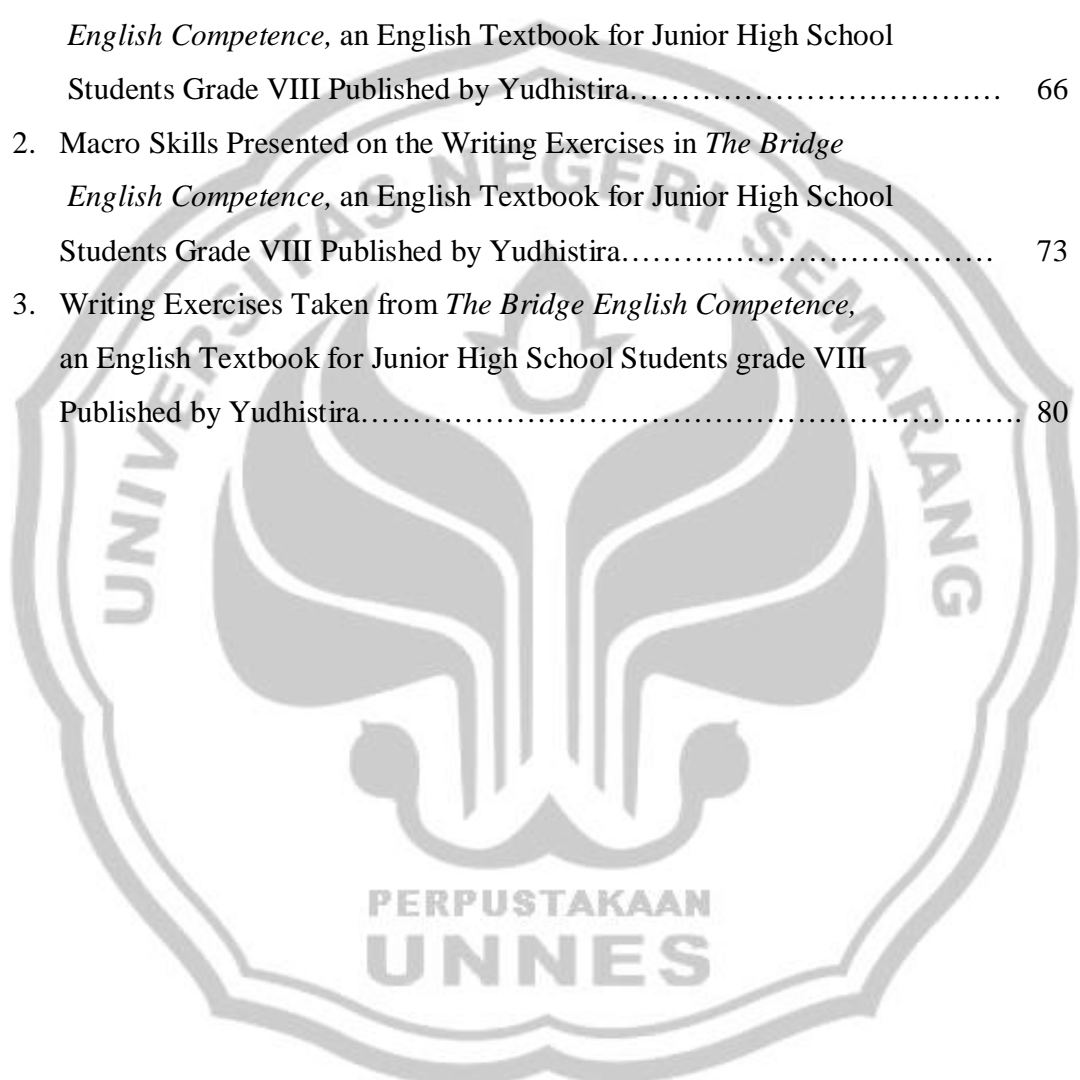 English Competence, an English Textbook for Junior High School
Students Grade VIII Published by Yudhistira………………………………. 66
2. Macro Skills Presented on the Writing Exercises in The Bridge
English Competence, an English Textbook for Junior High School
Students Grade VIII Published by Yudhistira………………………………. 73
3. Writing Exercises Taken from The Bridge English Competence,
an English Textbook for Junior High School Students grade VIII
Published by Yudhistira…………………………………………………………. 80
UNIVERSITAS NEGERI SEMARANG
PERPUSTAKAAN
UNNES